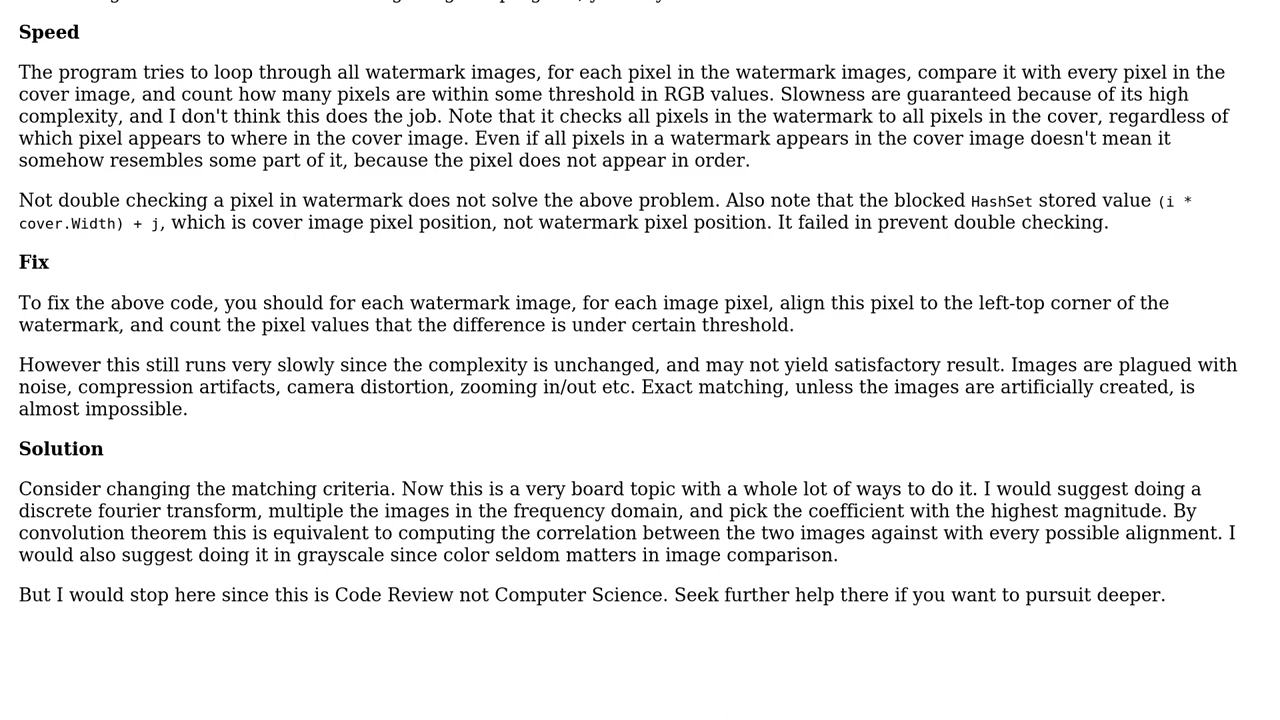 Speed
The program tries to loop through all watermark images, for each pixel in the watermark images, compare it with every pixel in the
cover image, and count how many pixels are within some threshold in RGB values. Slowness are guaranteed because of its high
complexity, and I don't think this does the job. Note that it checks all pixels in the watermark to all pixels in the cover, regardless of
which pixel appears to where in the cover image. Even if all pixels in a watermark appears in the cover image doesn't mean it
somehow resembles some part of it, because the pixel does not appear in order.
Not double checking a pixel in watermark does not solve the above problem. Also note that the blocked HashSet stored value (i *
cover.Width) + j, which is cover image pixel position, not watermark pixel position. It failed in prevent double checking.
Fix
To fix the above code, you should for each watermark image, for each image pixel, align this pixel to the left-top corner of the
watermark, and count the pixel values that the difference is under certain threshold.
However this still runs very slowly since the complexity is unchanged, and may not yield satisfactory result. Images are plagued with
noise, compression artifacts, camera distortion, zooming in/out etc. Exact matching, unless the images are artificially created, is
almost impossible.
Solution
Consider changing the matching criteria. Now this is a very board topic with a whole lot of ways to do it. I would suggest doing a
discrete fourier transform, multiple the images in the frequency domain, and pick the coefficient with the highest magnitude. By
convolution theorem this is equivalent to computing the correlation between the two images against with every possible alignment. I
would also suggest doing it in grayscale since color seldom matters in image comparison.
But I would stop here since this is Code Review not Computer Science. Seek further help there if you want to pursuit deeper.